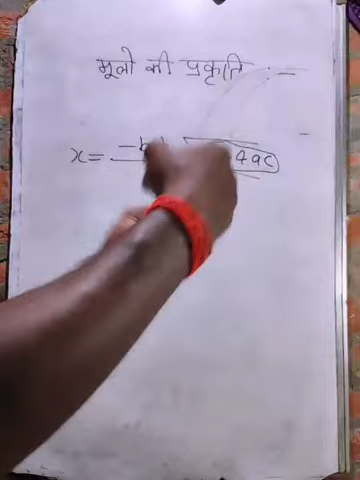 मूलो की प्रकृति : —
x = -b 4ac